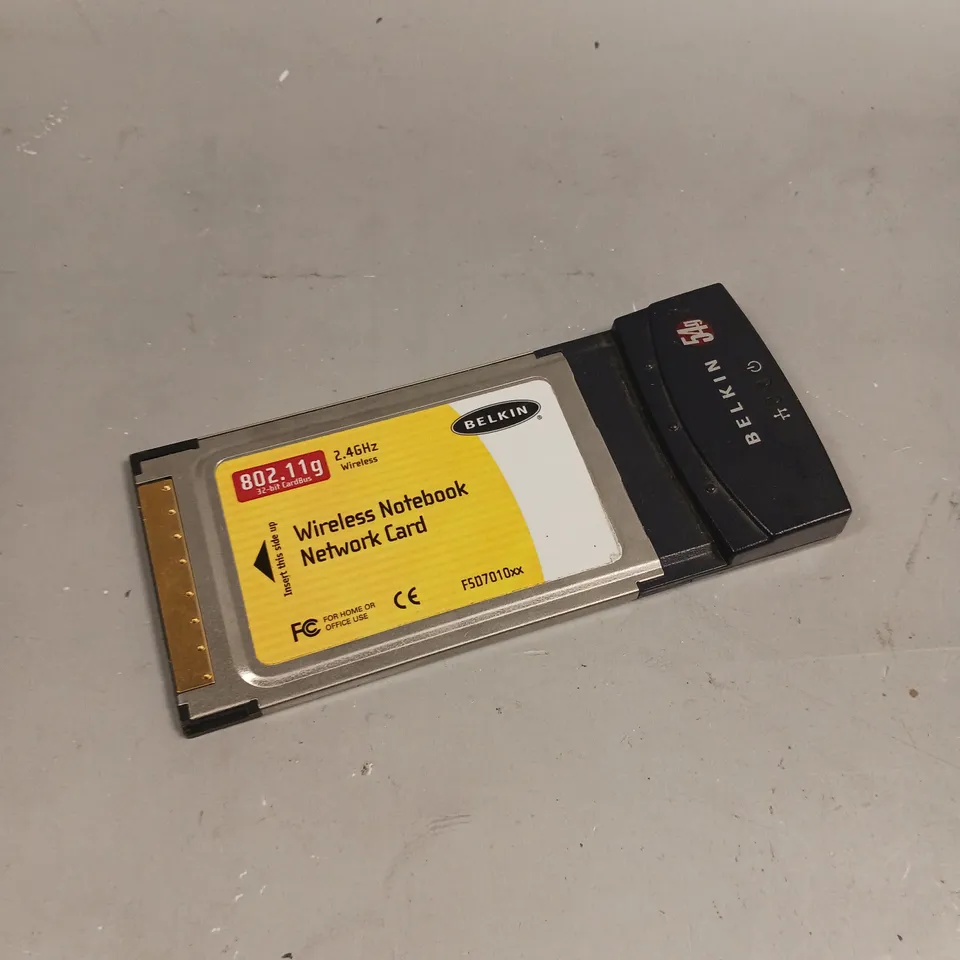 BELKIN
802.11g
32-bit CardBus
2.4GHz
Wireless
Wireless Notebook
Network Card
Insert this side up
FC FOR HOME OR
OFFICE USE
CE
F5D7010xx
BELKIN
54g